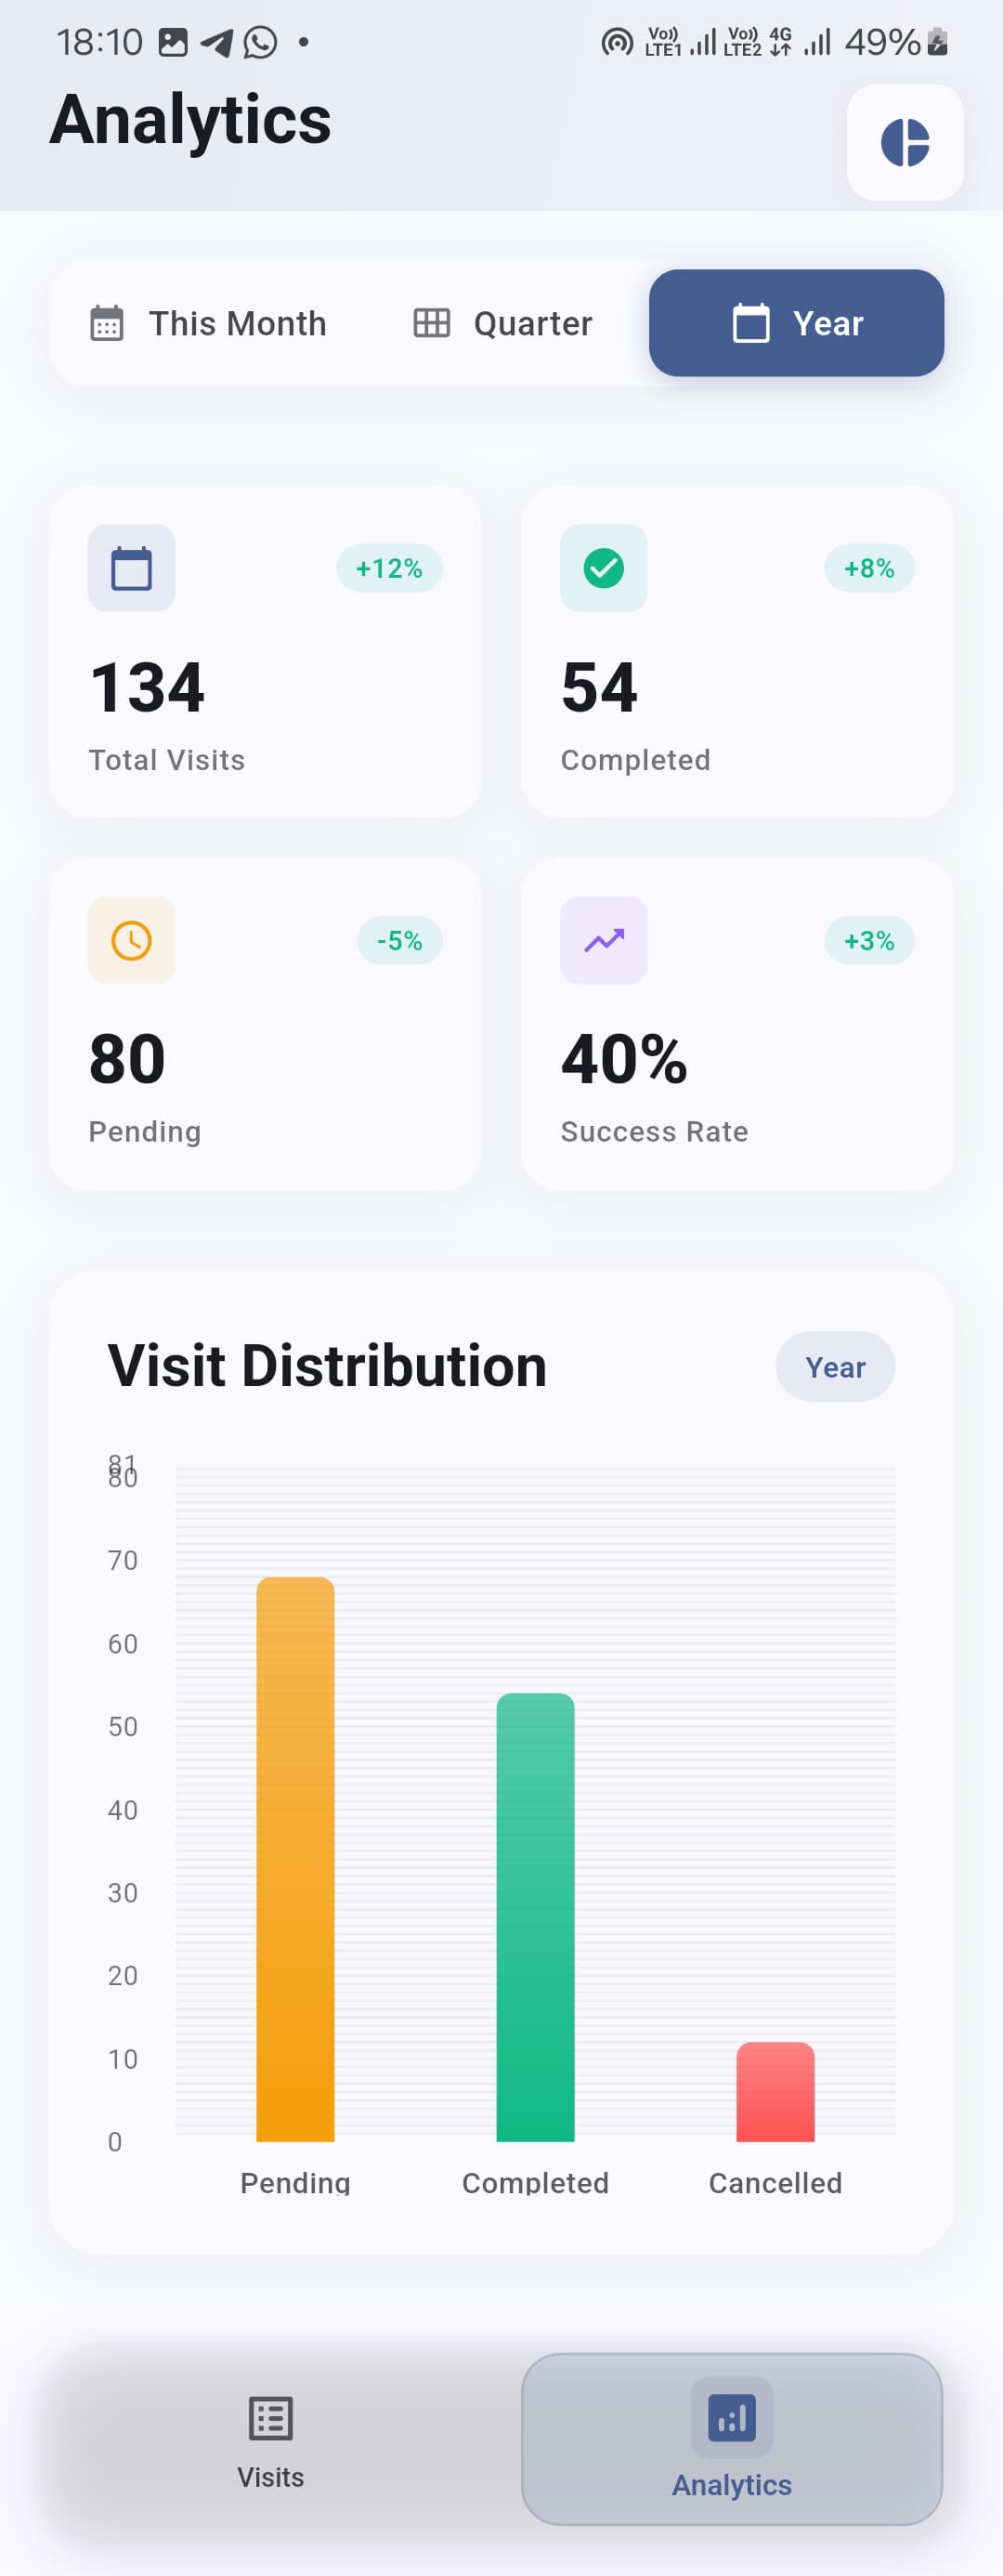 18:10
Vo)) LTE1 Vo)) LTE2 4G 49%
Analytics
This Month Quarter Year
+12% +8%
134 54
Total Visits Completed
-5% +3%
80 40%
Pending Success Rate
Visit Distribution Year
81
80
70
60
50
40
30
20
10
0
Pending Completed Cancelled
Visits Analytics